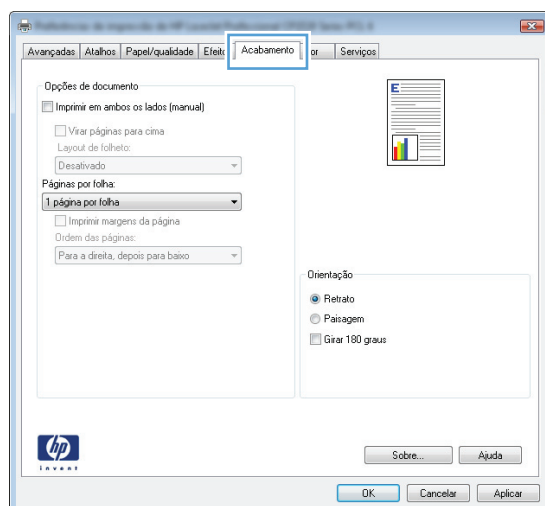 Avançadas Atalhos Papel/qualidade Efeito Acabamento or Serviços
Opções de documento
Imprimir em ambos os lados (manual)
Virar páginas para cima
Layout de folheto:
Desativado
Páginas por folha:
1 página por folha
Imprimir margens da página
Ordem das páginas:
Para a direita, depois para baixo
E
Orientação
Retrato
Paisagem
Girar 180 graus
hp
invent
Sobre... Ajuda
OK Cancelar Aplicar